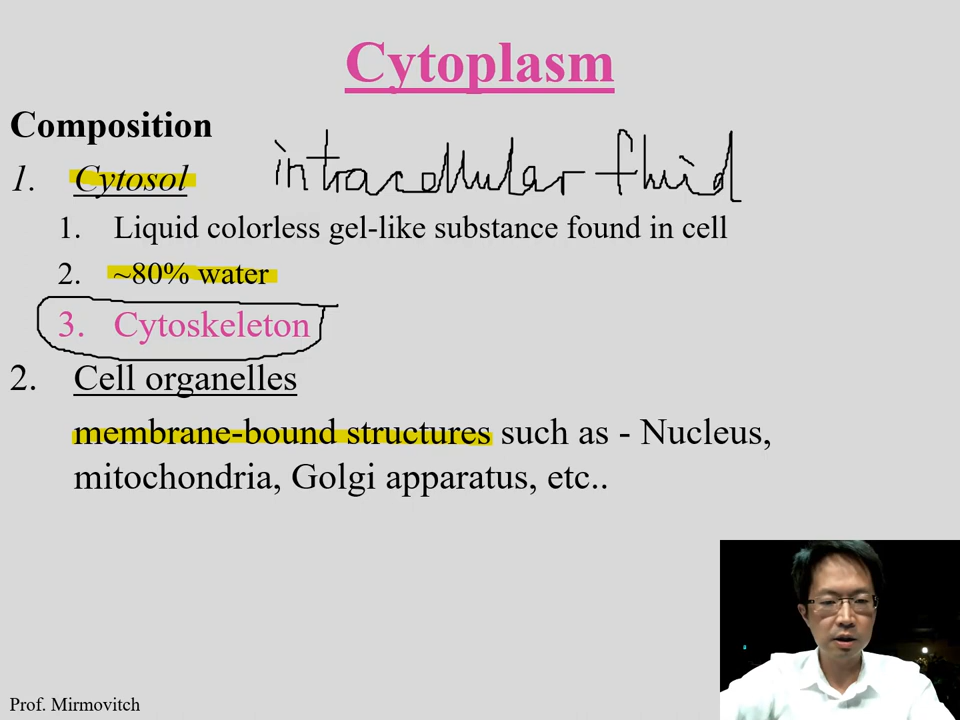 Cytoplasm
Composition
1. Cytosol
intracellular fluid
1. Liquid colorless gel-like substance found in cell
2. ~80% water
3. Cytoskeleton
2. Cell organelles
membrane-bound structures such as - Nucleus,
mitochondria, Golgi apparatus, etc..
Prof. Mirmovitch